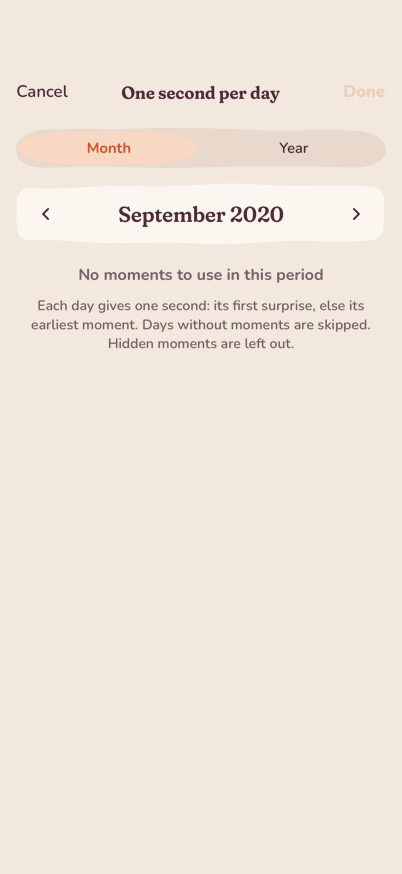 Cancel
One second per day
Done
Month
Year
September 2020
No moments to use in this period
Each day gives one second: its first surprise, else its
earliest moment. Days without moments are skipped.
Hidden moments are left out.